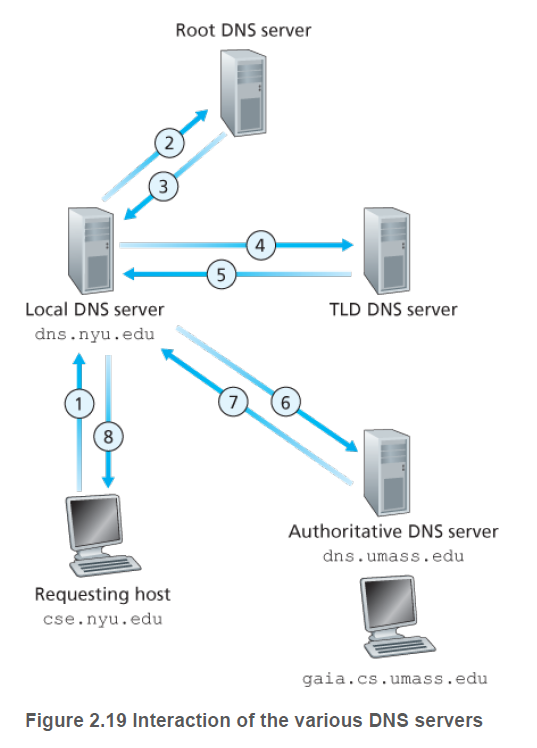 Root DNS server
2
3
4
5
Local DNS server
dns.nyu.edu
TLD DNS server
1
8
7
6
Authoritative DNS server
dns.umass.edu
Requesting host
cse.nyu.edu
gaia.cs.umass.edu
Figure 2.19 Interaction of the various DNS servers